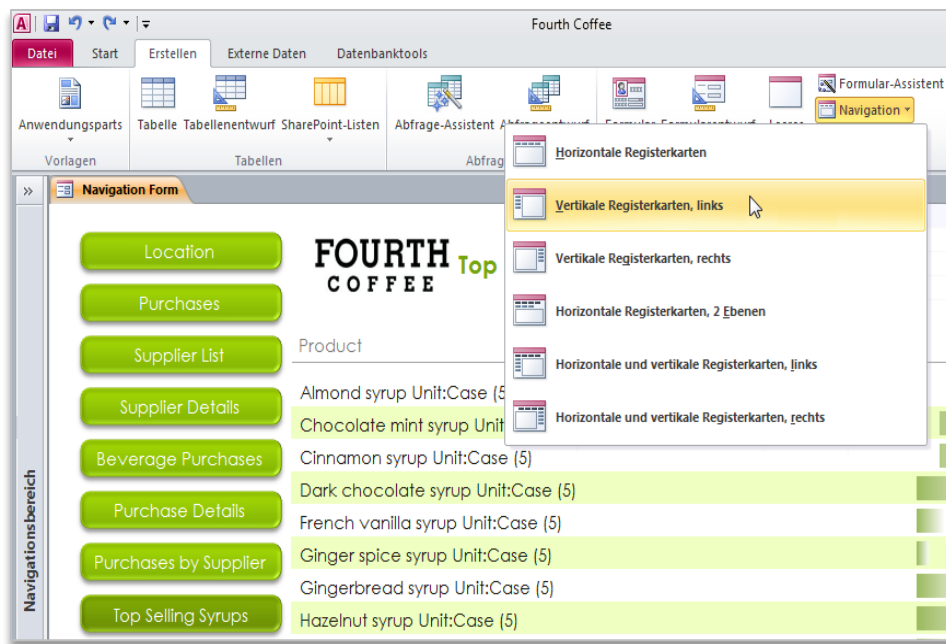 Fourth Coffee
Datei Start Erstellen Externe Daten Datenbanktools
Formular-Assistent
Navigation
Anwendungsparts Tabelle Tabellenentwurf SharePoint-Listen Abfrage-Assistent
Vorlagen Tabellen Abfrag
Horizontale Registerkarten
Vertikale Registerkarten, links
Vertikale Registerkarten, rechts
Horizontale Registerkarten, 2 Ebenen
Horizontale und vertikale Registerkarten, links
Horizontale und vertikale Registerkarten, rechts
Navigation Form
Navigationsbereich
Location
Purchases
Supplier List
Supplier Details
Beverage Purchases
Purchase Details
Purchases by Supplier
Top Selling Syrups
FOURTH
COFFEE
Top
Product
Almond syrup Unit:Case (5
Chocolate mint syrup Unit
Cinnamon syrup Unit:Case (5)
Dark chocolate syrup Unit:Case (5)
French vanilla syrup Unit:Case (5)
Ginger spice syrup Unit:Case (5)
Gingerbread syrup Unit:Case (5)
Hazelnut syrup Unit:Case (5)